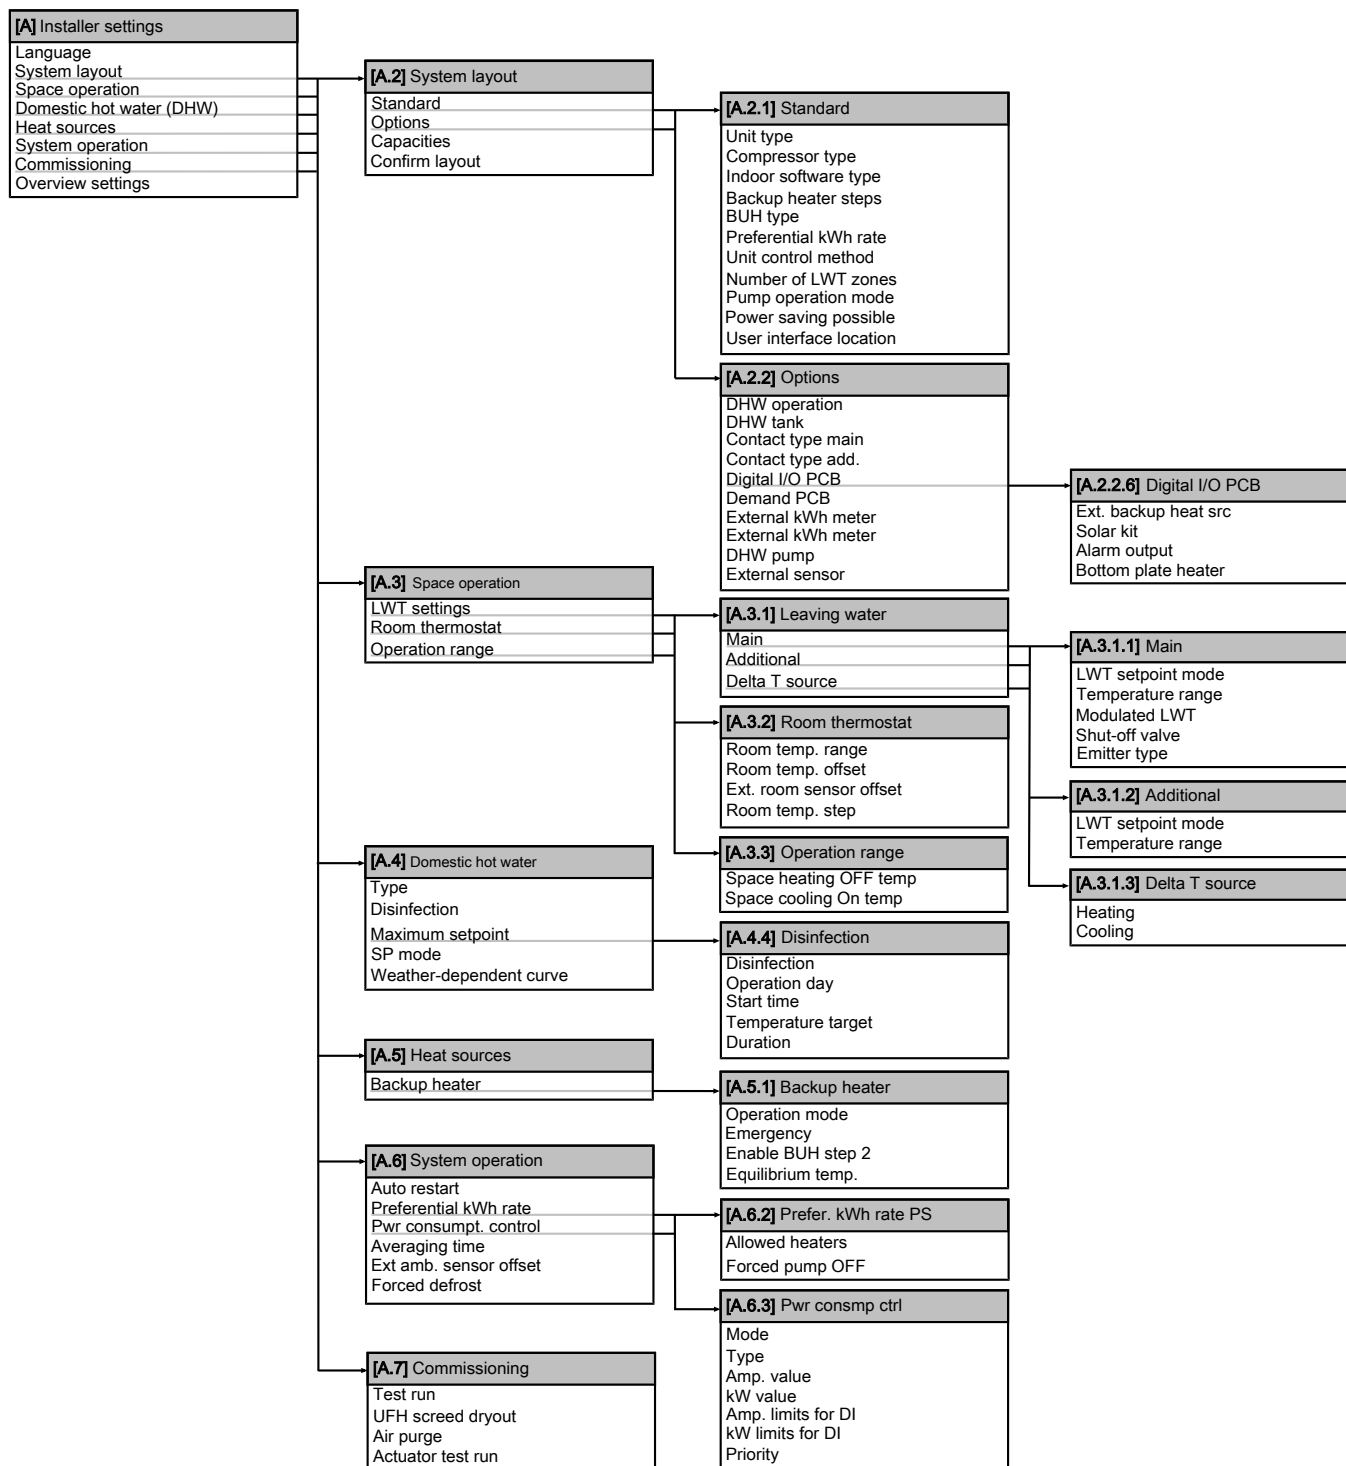 [A] Installer settings
Language
System layout
Space operation
Domestic hot water (DHW)
Heat sources
System operation
Commissioning
Overview settings
[A.2] System layout
Standard
Options
Capacities
Confirm layout
[A.2.1] Standard
Unit type
Compressor type
Indoor software type
Backup heater steps
BUH type
Preferential kWh rate
Unit control method
Number of LWT zones
Pump operation mode
Power saving possible
User interface location
[A.2.2] Options
DHW operation
DHW tank
Contact type main
Contact type add.
Digital I/O PCB
Demand PCB
External kWh meter
External kWh meter
DHW pump
External sensor
[A.2.2.6] Digital I/O PCB
Ext. backup heat src
Solar kit
Alarm output
Bottom plate heater
[A.3] Space operation
LWT settings
Room thermostat
Operation range
[A.3.1] Leaving water
Main
Additional
Delta T source
[A.3.1.1] Main
LWT setpoint mode
Temperature range
Modulated LWT
Shut-off valve
Emitter type
[A.3.1.2] Additional
LWT setpoint mode
Temperature range
[A.3.1.3] Delta T source
Heating
Cooling
[A.3.2] Room thermostat
Room temp. range
Room temp. offset
Ext. room sensor offset
Room temp. step
[A.3.3] Operation range
Space heating OFF temp
Space cooling On temp
[A.4] Domestic hot water
Type
Disinfection
Maximum setpoint
SP mode
Weather-dependent curve
[A.4.4] Disinfection
Disinfection
Operation day
Start time
Temperature target
Duration
[A.5] Heat sources
Backup heater
[A.5.1] Backup heater
Operation mode
Emergency
Enable BUH step 2
Equilibrium temp.
[A.6] System operation
Auto restart
Preferential kWh rate
Pwr consumpt. control
Averaging time
Ext amb. sensor offset
Forced defrost
[A.6.2] Prefer. kWh rate PS
Allowed heaters
Forced pump OFF
[A.6.3] Pwr consmp ctrl
Mode
Type
Amp. value
kW value
Amp. limits for DI
kW limits for DI
Priority
[A.7] Commissioning
Test run
UFH screed dryout
Air purge
Actuator test run